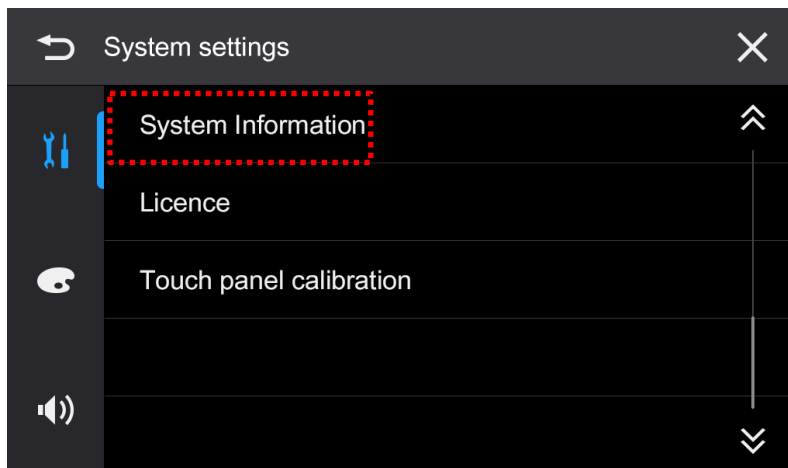 System settings
System Information
Licence
Touch panel calibration